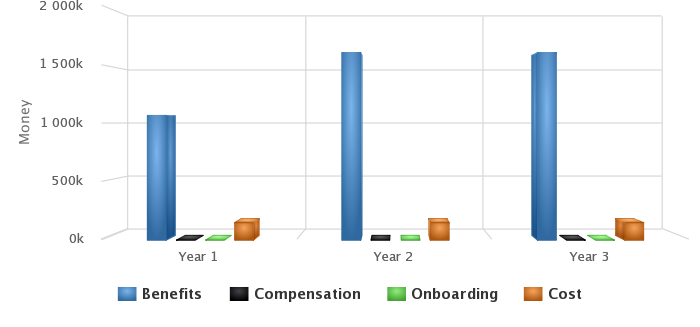 2 000k
1 500k
1 000k
500k
0k
Money
Year 1
Year 2
Year 3
Benefits
Compensation
Onboarding
Cost